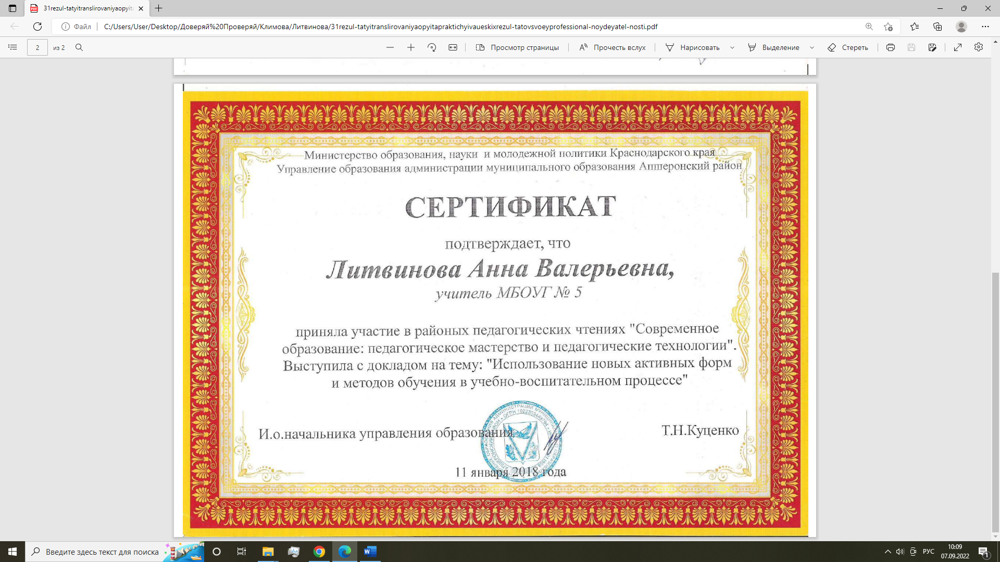 31rezul-tatyitranslirovaniyaopyit
Файл
C:/Users/User/Desktop/Доверяй%20Проверяй/Климова/Литвинова/31rezul-tatyitranslirovaniyaopyitapraktichyivaueskixrezul-tatovsvoeyprofessional-noydeyatel-nosti.pdf
2 из 2
Просмотр страницы
Прочесть вслух
Нарисовать
Выделение
Стереть
Министерство образования, науки и молодежной политики Краснодарского края
Управление образования администрации муниципального образования Апшеронский район
СЕРТИФИКАТ
подтверждает, что
Литвинова Анна Валерьевна,
учитель МБОУГ № 5
приняла участие в районых педагогических чтениях "Современное
образование: педагогическое мастерство и педагогические технологии".
Выступила с докладом на тему: "Использование новых активных форм
и методов обучения в учебно-воспитательном процессе"
И.о.начальника управления образования
Т.Н.Куценко
11 января 2018 года
Введите здесь текст для поиска
РУС
10:09
07.09.2022
1